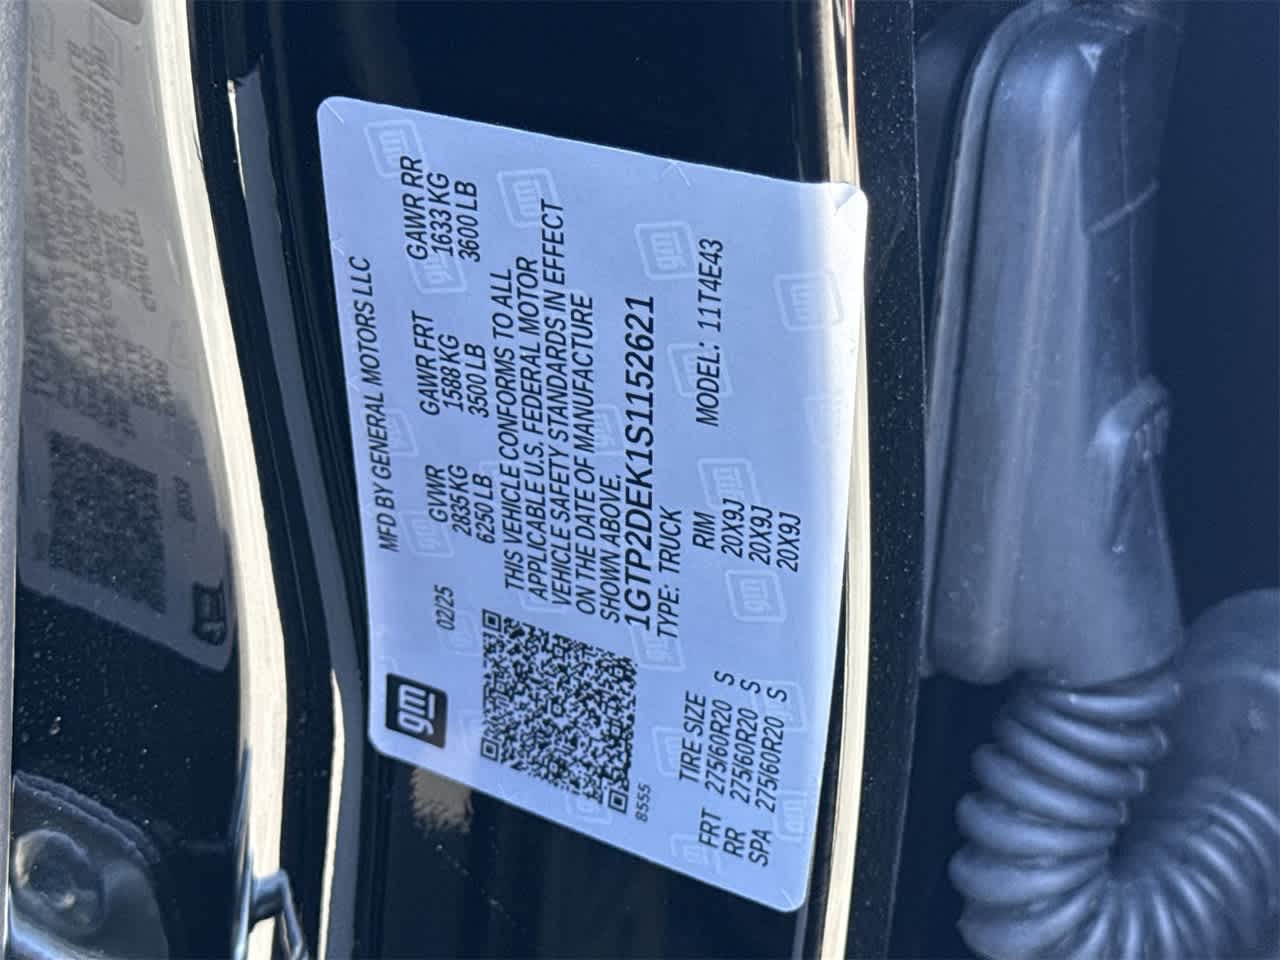 gm
MFD BY GENERAL MOTORS LLC
02/25
GVWR GAWR FRT GAWR RR
2835 KG 1588 KG 1633 KG
6250 LB 3500 LB 3600 LB
THIS VEHICLE CONFORMS TO ALL
APPLICABLE U.S. FEDERAL MOTOR
VEHICLE SAFETY STANDARDS IN EFFECT
ON THE DATE OF MANUFACTURE
SHOWN ABOVE.
1GTP2DEK1S1152621
8555
TYPE: TRUCK MODEL: 11T4E43
TIRE SIZE RIM
FRT 275/60R20 S 20X9J
RR 275/60R20 S 20X9J
SPA 275/60R20 S 20X9J